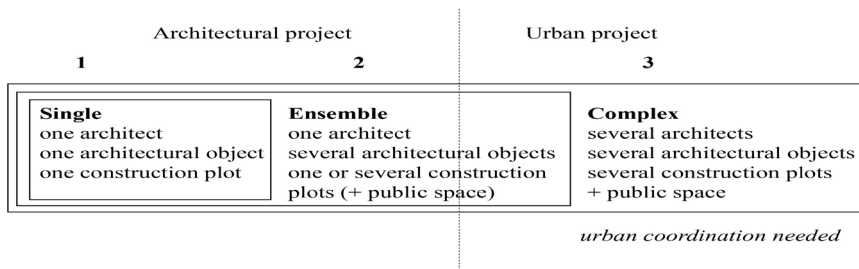 Architectural project
Urban project
1
2
3
Single
one architect
one architectural object
one construction plot
Ensemble
one architect
several architectural objects
one or several construction
plots (+ public space)
Complex
several architects
several architectural objects
several construction plots
+ public space
urban coordination needed